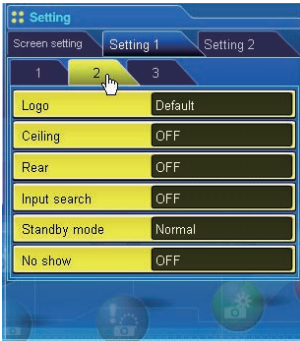 Setting
Screen setting Setting 1 Setting 2
1 2 3
Logo Default
Ceiling OFF
Rear OFF
Input search OFF
Standby mode Normal
No show OFF